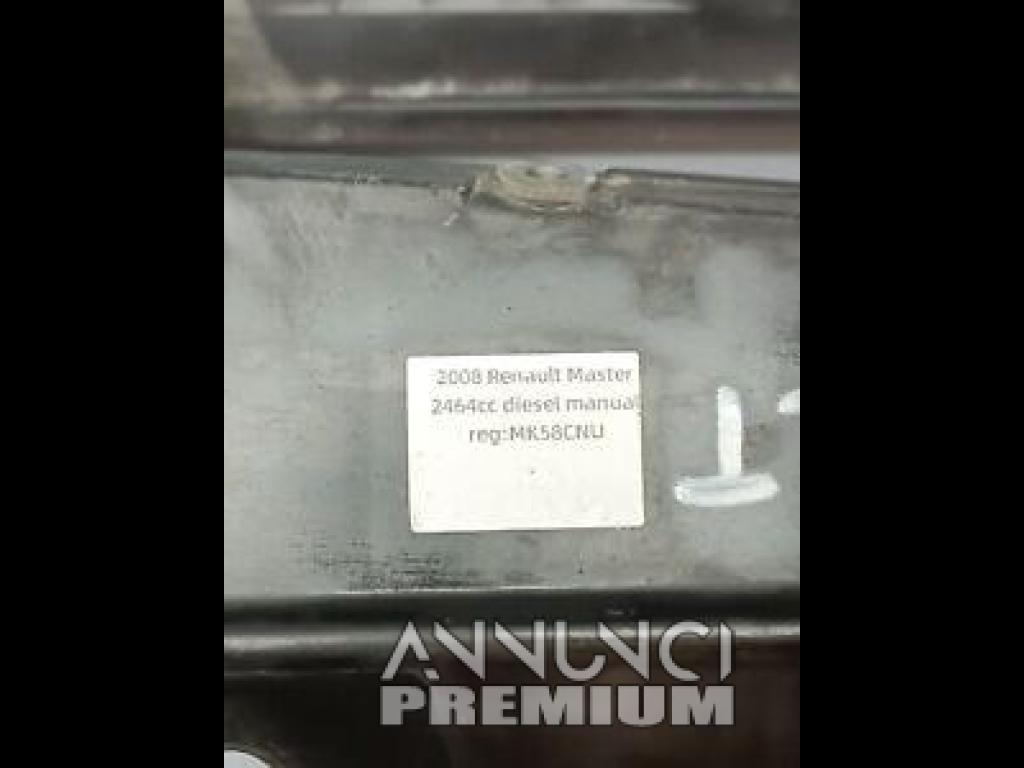 2008 Renault Master
2464cc diesel manual
reg:MK58CNU
ANNUNCI
PREMIUM